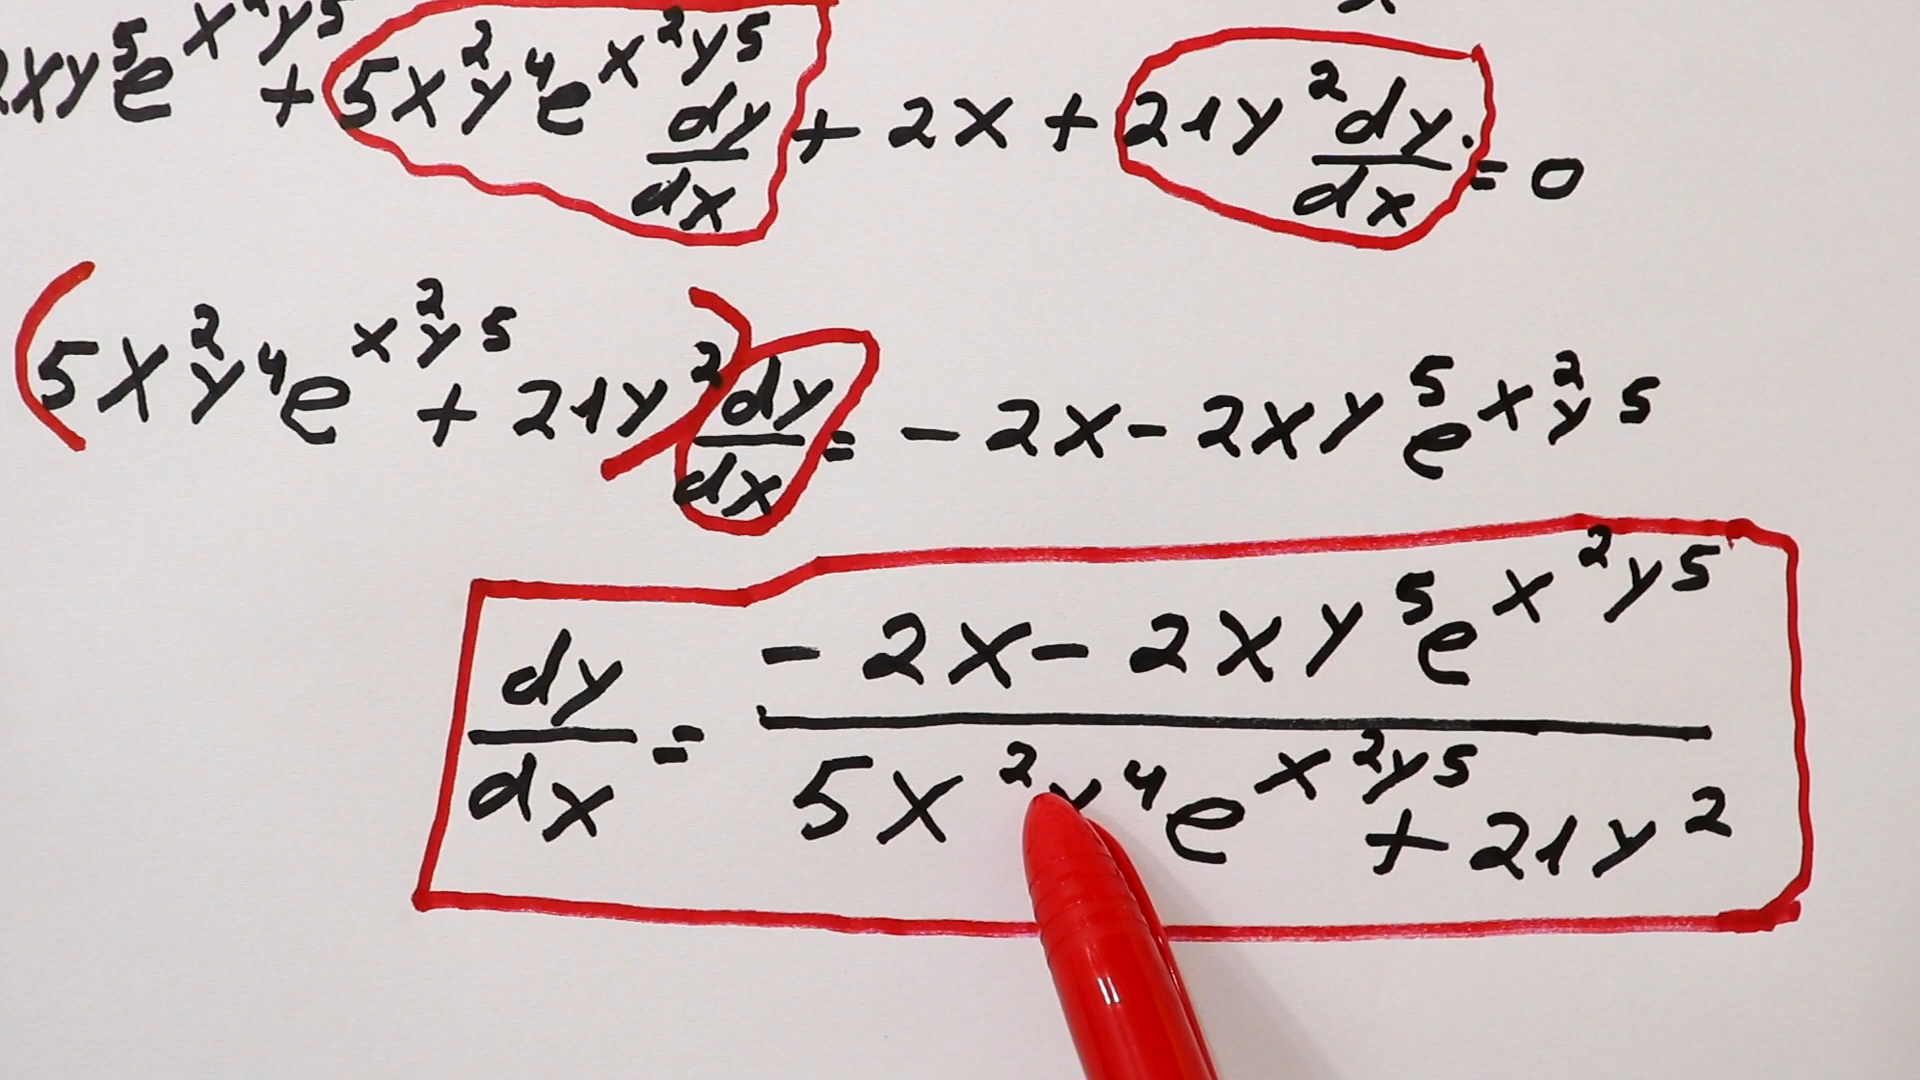 2xy⁵e^x²y⁵ + 5x²y⁴e^x²y⁵ dy/dx + 2x + 21y² dy/dx = 0
(5x²y⁴e^x²y⁵ + 21y²) dy/dx = - 2x - 2xy⁵e^x²y⁵
dy/dx = (- 2x - 2xy⁵e^x²y⁵)/(5x²y⁴e^x²y⁵ + 21y²)